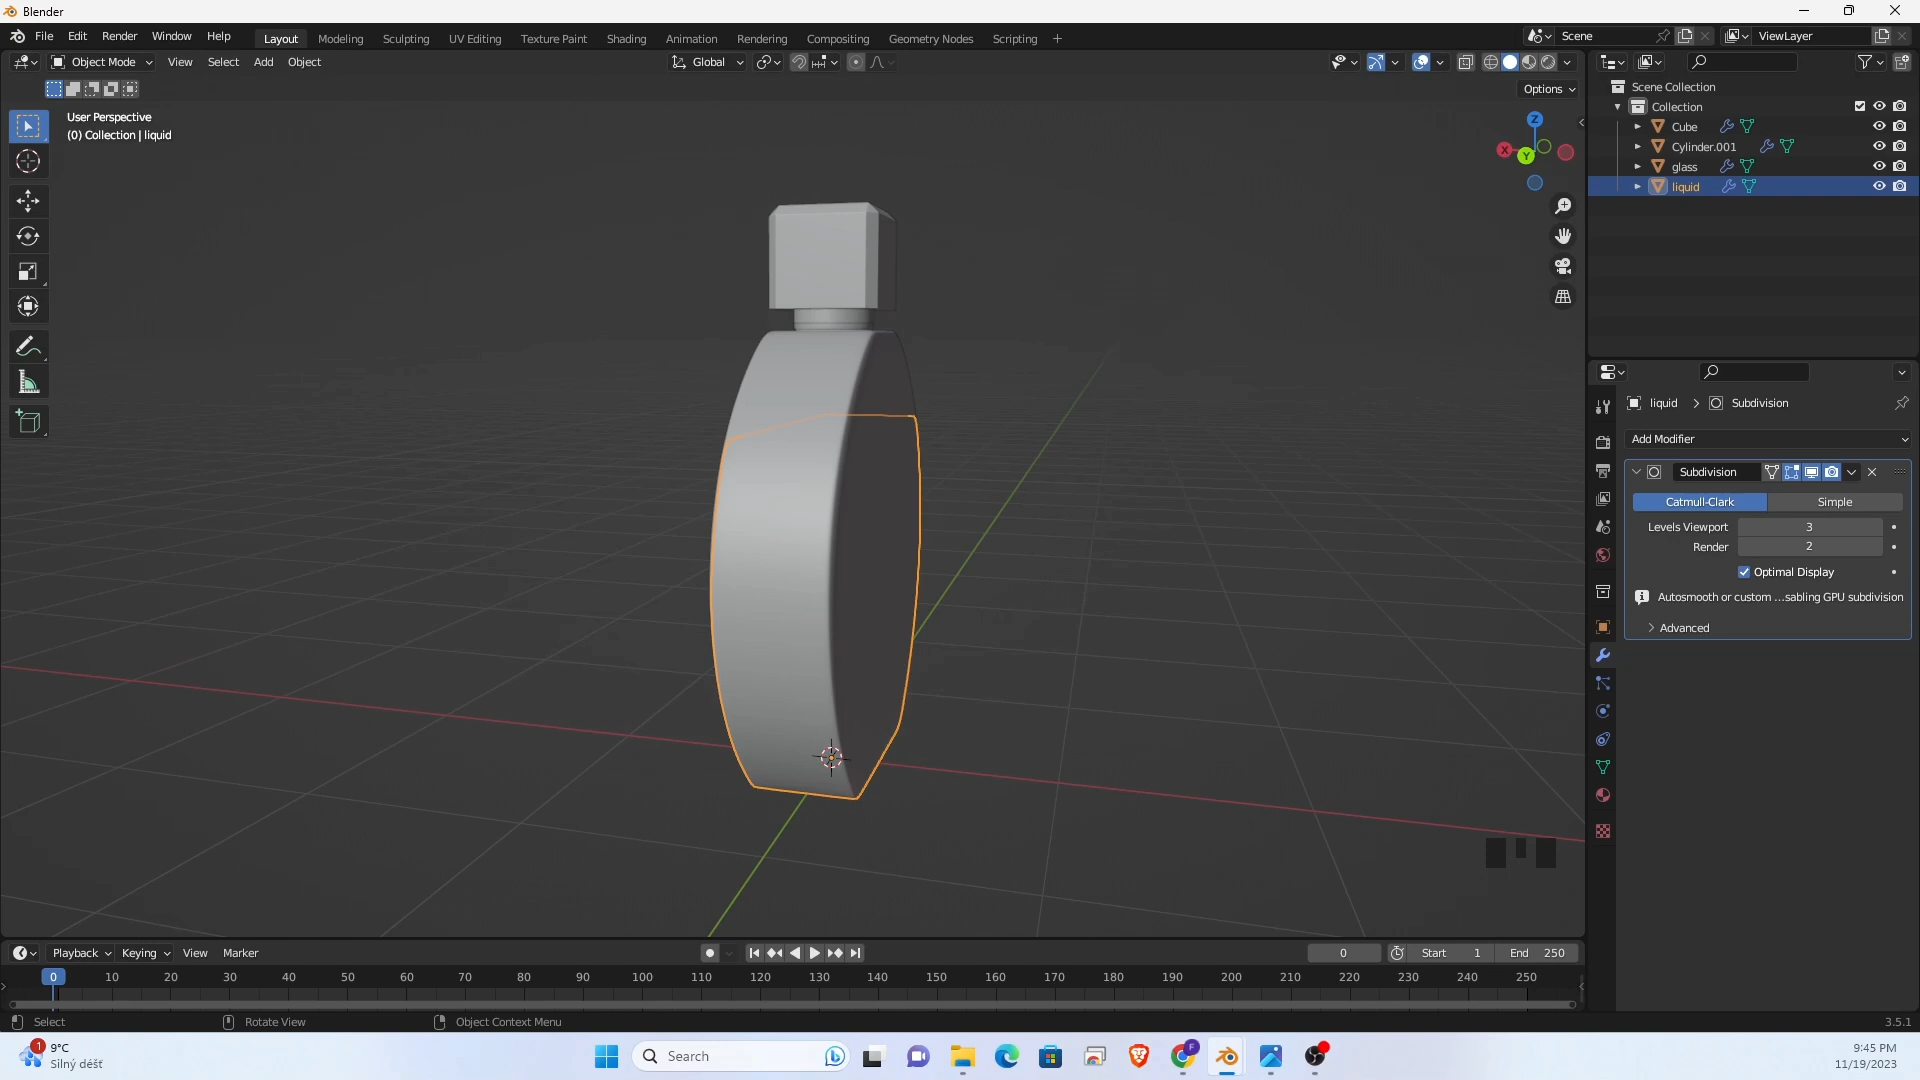 Blender
File Edit Render Window Help
Layout Modeling Sculpting UV Editing Texture Paint Shading Animation Rendering Compositing Geometry Nodes Scripting +
Scene
ViewLayer
Object Mode View Select Add Object
Global
Options
User Perspective
(0) Collection | liquid
Z
X
Y
Scene Collection
Collection
Cube
Cylinder.001
glass
liquid
liquid > Subdivision
Add Modifier
Subdivision
Catmull-Clark Simple
Levels Viewport 3
Render 2
Optimal Display
Autosmooth or custom ...sabling GPU subdivision
Advanced
Playback Keying View Marker
0 Start 1 End 250
0 10 20 30 40 50 60 70 80 90 100 110 120 130 140 150 160 170 180 190 200 210 220 230 240 250
Select Rotate View Object Context Menu
3.5.1
1
9°C
Silný déšť
Search
F
9:45 PM
11/19/2023